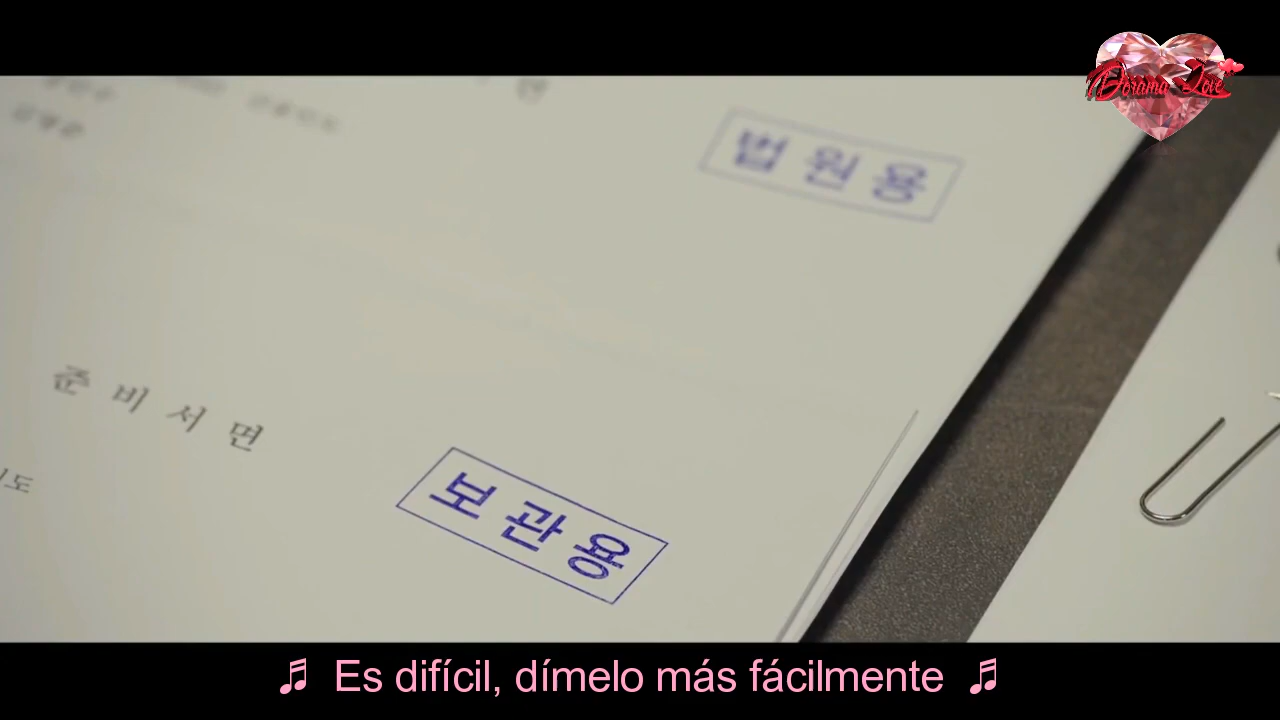 Dorama Love
법원용
준비서면
보관용
♬ Es difícil, dímelo más fácilmente ♬